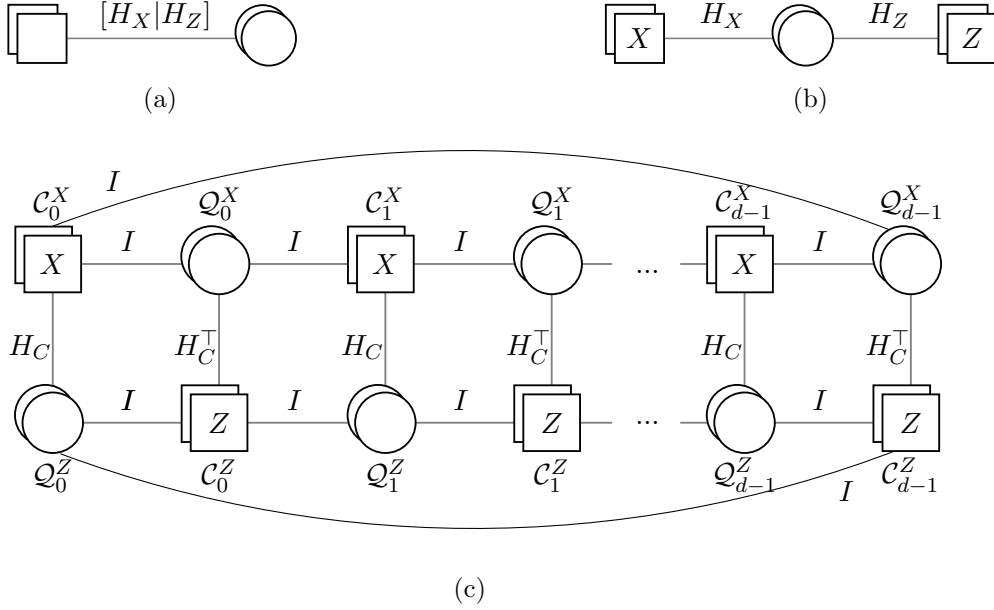 [H_X|H_Z]
(a)
X H_X H_Z Z
(b)
I
𝒞_0^X 𝒬_0^X 𝒞_1^X 𝒬_1^X 𝒞_{d−1}^X 𝒬_{d−1}^X
X I I X I ... X I
H_C H_C^⊤ H_C H_C^⊤ H_C H_C^⊤
I Z I I Z ... I Z
𝒬_0^Z 𝒞_0^Z 𝒬_1^Z 𝒞_1^Z 𝒬_{d−1}^Z 𝒞_{d−1}^Z
I
(c)